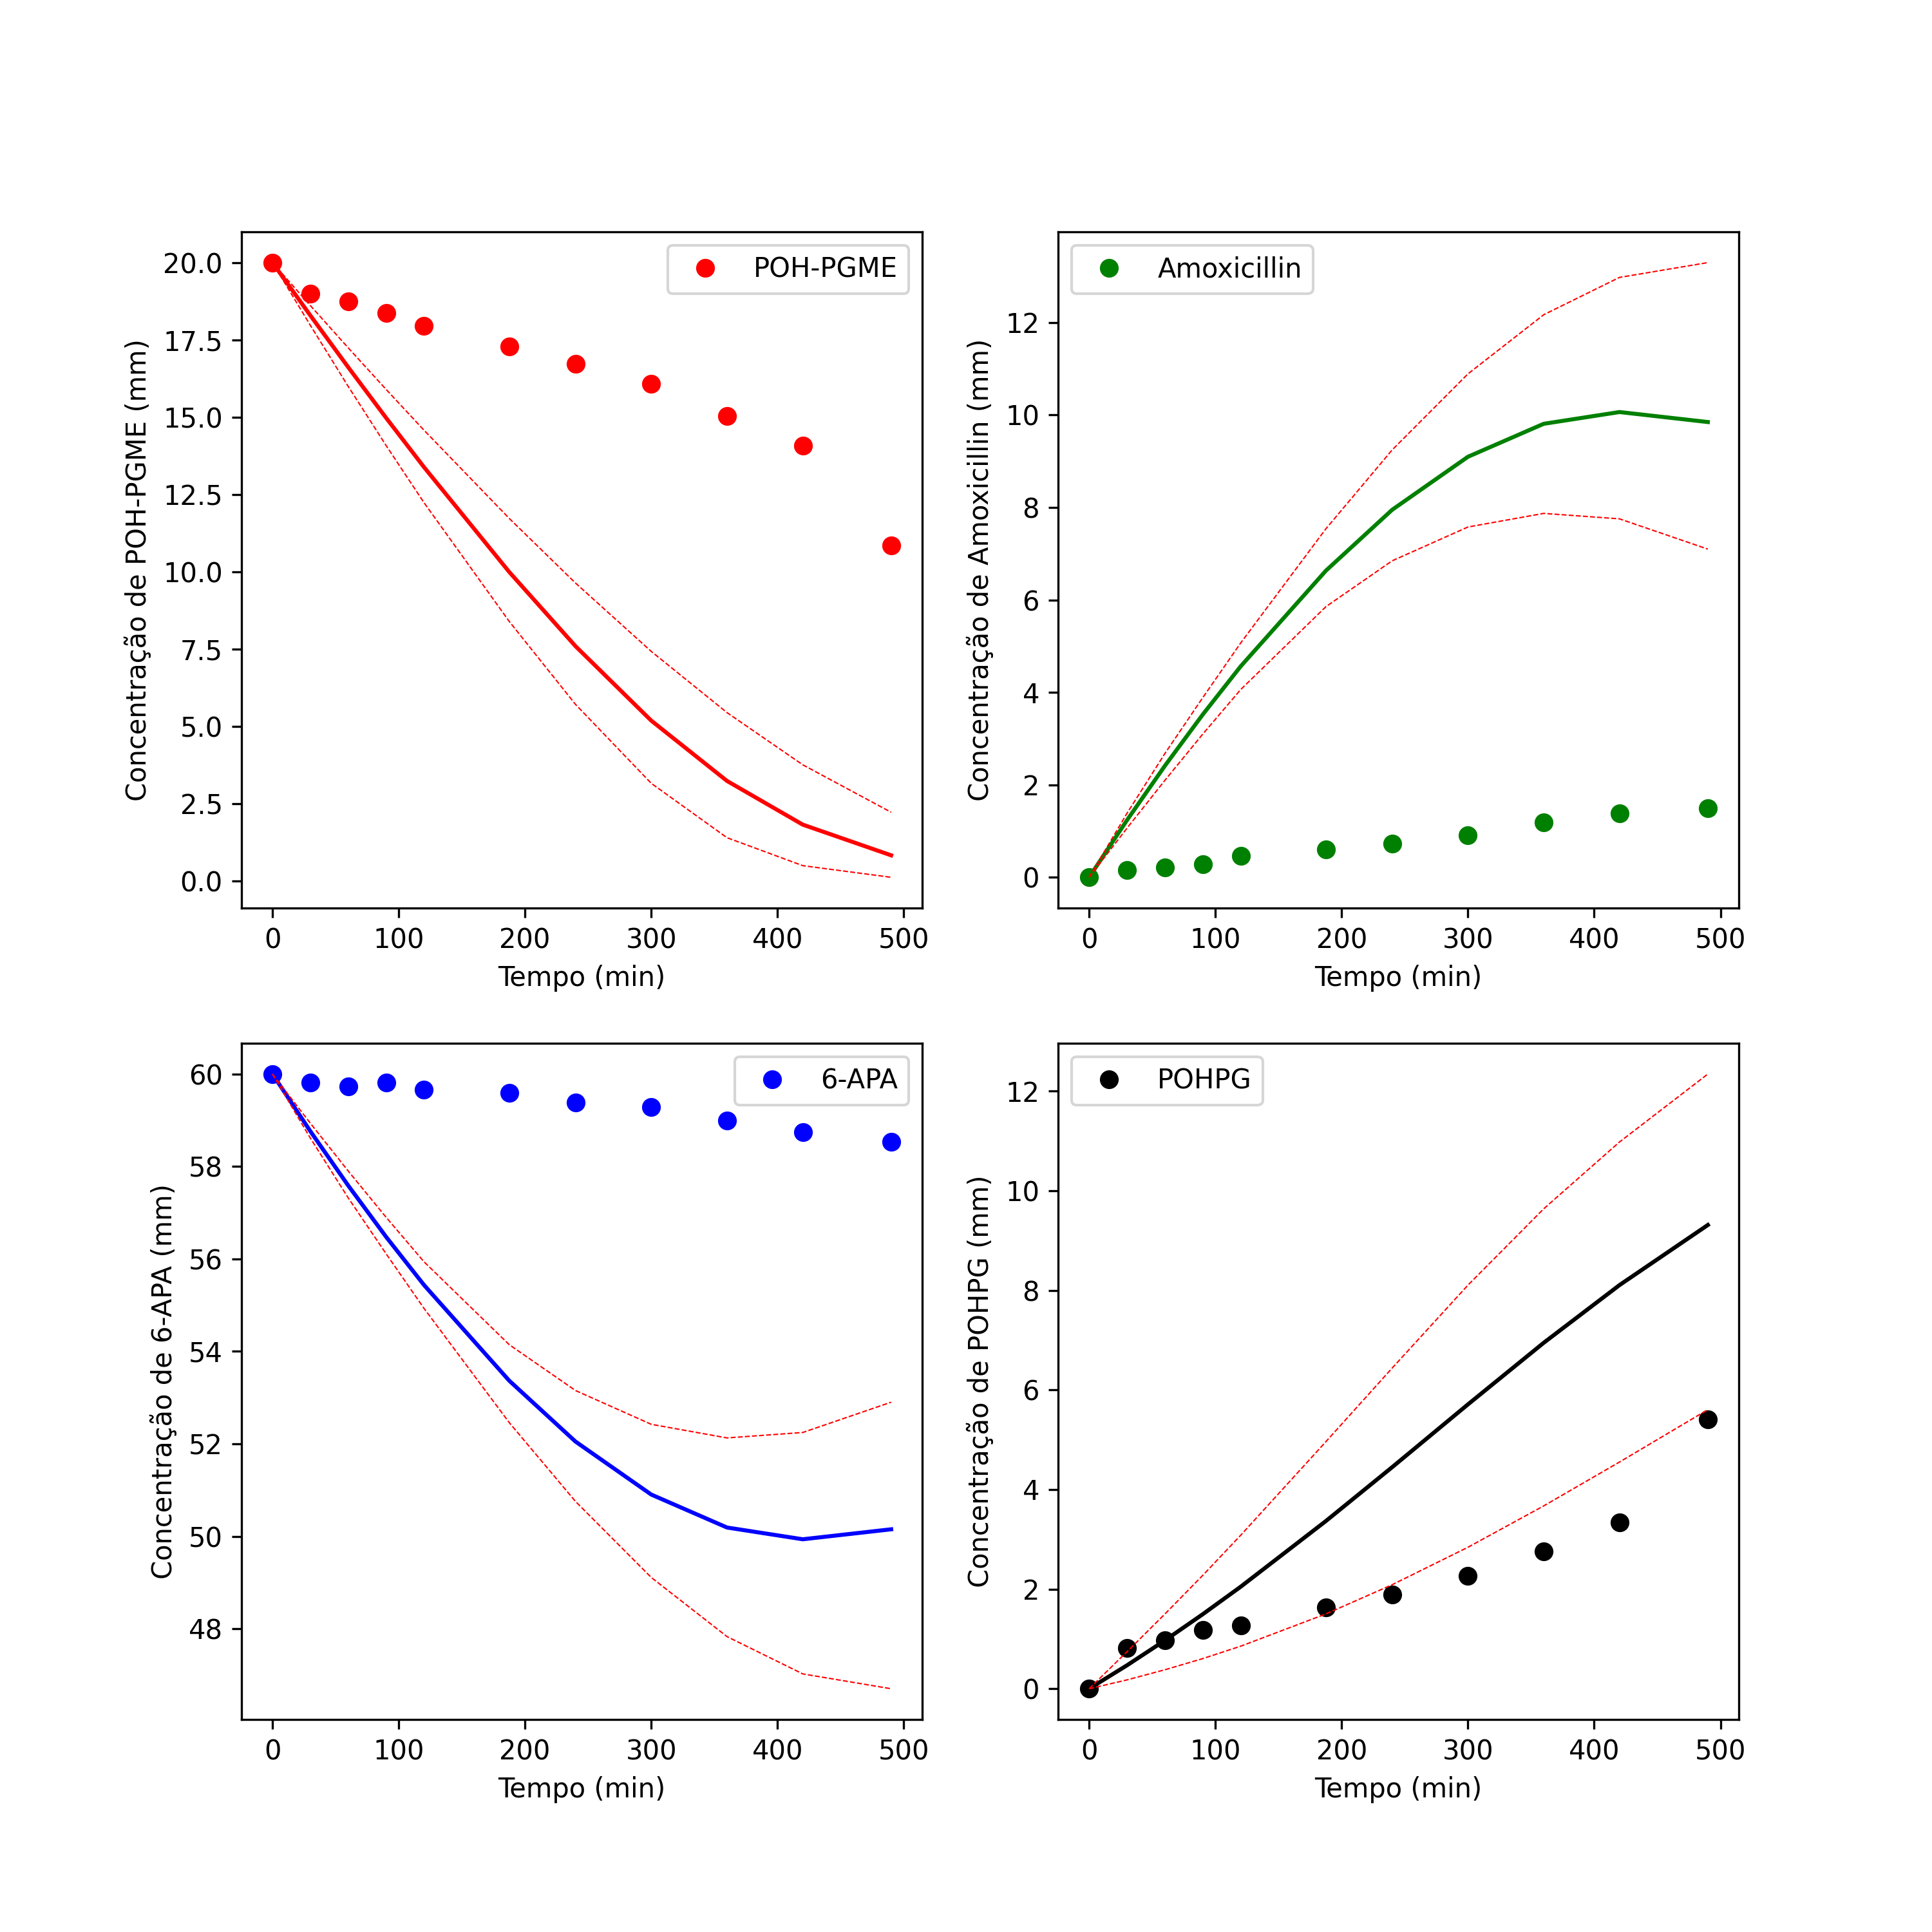 POH-PGME
20.0
17.5
15.0
12.5
10.0
7.5
5.0
2.5
0.0
Concentração de POH-PGME (mm)
0 100 200 300 400 500
Tempo (min)
Amoxicillin
12
10
8
6
4
2
0
Concentração de Amoxicillin (mm)
0 100 200 300 400 500
Tempo (min)
6-APA
60
58
56
54
52
50
48
Concentração de 6-APA (mm)
0 100 200 300 400 500
Tempo (min)
POHPG
12
10
8
6
4
2
0
Concentração de POHPG (mm)
0 100 200 300 400 500
Tempo (min)